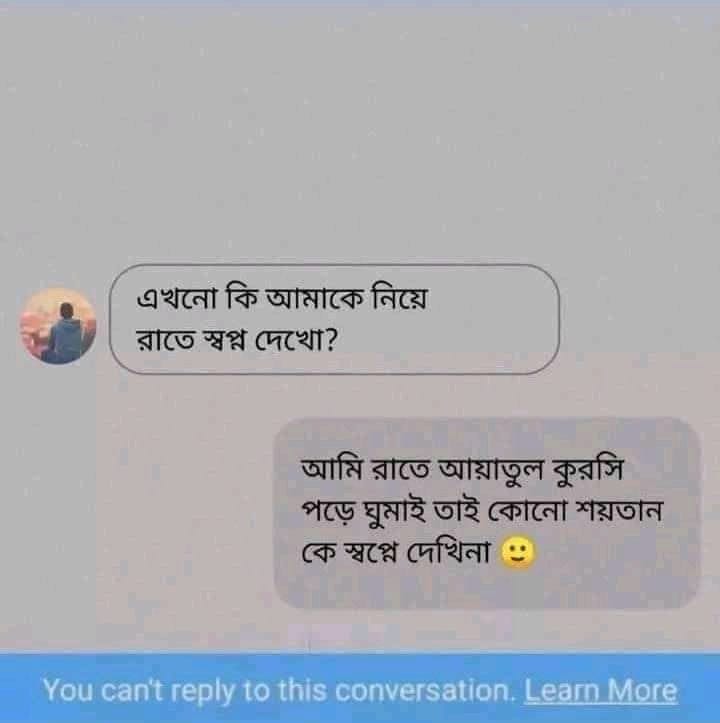 এখনো কি আমাকে নিয়ে
রাতে স্বপ্ন দেখো?
আমি রাতে আয়াতুল কুরসি
পড়ে ঘুমাই তাই কোনো শয়তান
কে স্বপ্নে দেখিনা 🙂
You can't reply to this conversation. Learn More